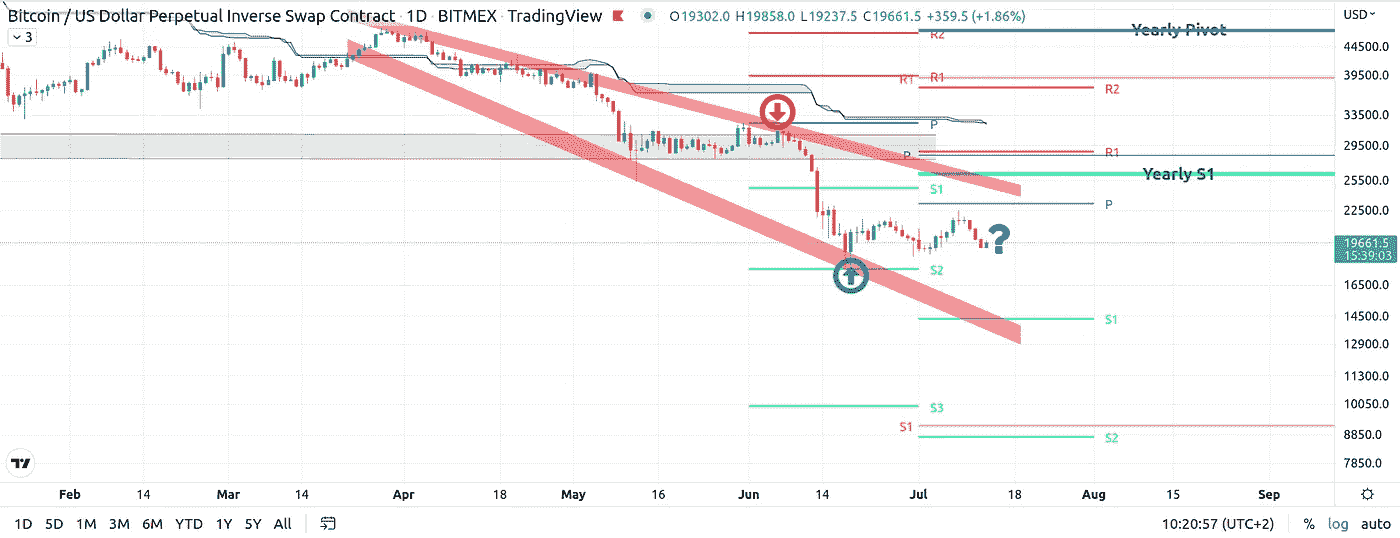 Bitcoin / US Dollar Perpetual Inverse Swap Contract · 1D · BITMEX · TradingView O19302.0 H19858.0 L19237.5 C19661.5 +359.5 (+1.86%)
USD
3
R2
Yearly Pivot
44500.0
R1
R1
39500.0
R2
P
33500.0
P
R1
29500.0
Yearly S1
25500.0
S1
P
22500.0
?
19661.5
15:39:03
S2
16500.0
S1
14500.0
12900.0
11300.0
S3
10050.0
S1
S2
8850.0
7850.0
Feb 14 Mar 14 Apr 18 May 16 Jun 14 Jul 18 Aug 15 Sep
1D 5D 1M 3M 6M YTD 1Y 5Y All 10:20:57 (UTC+2) % log auto